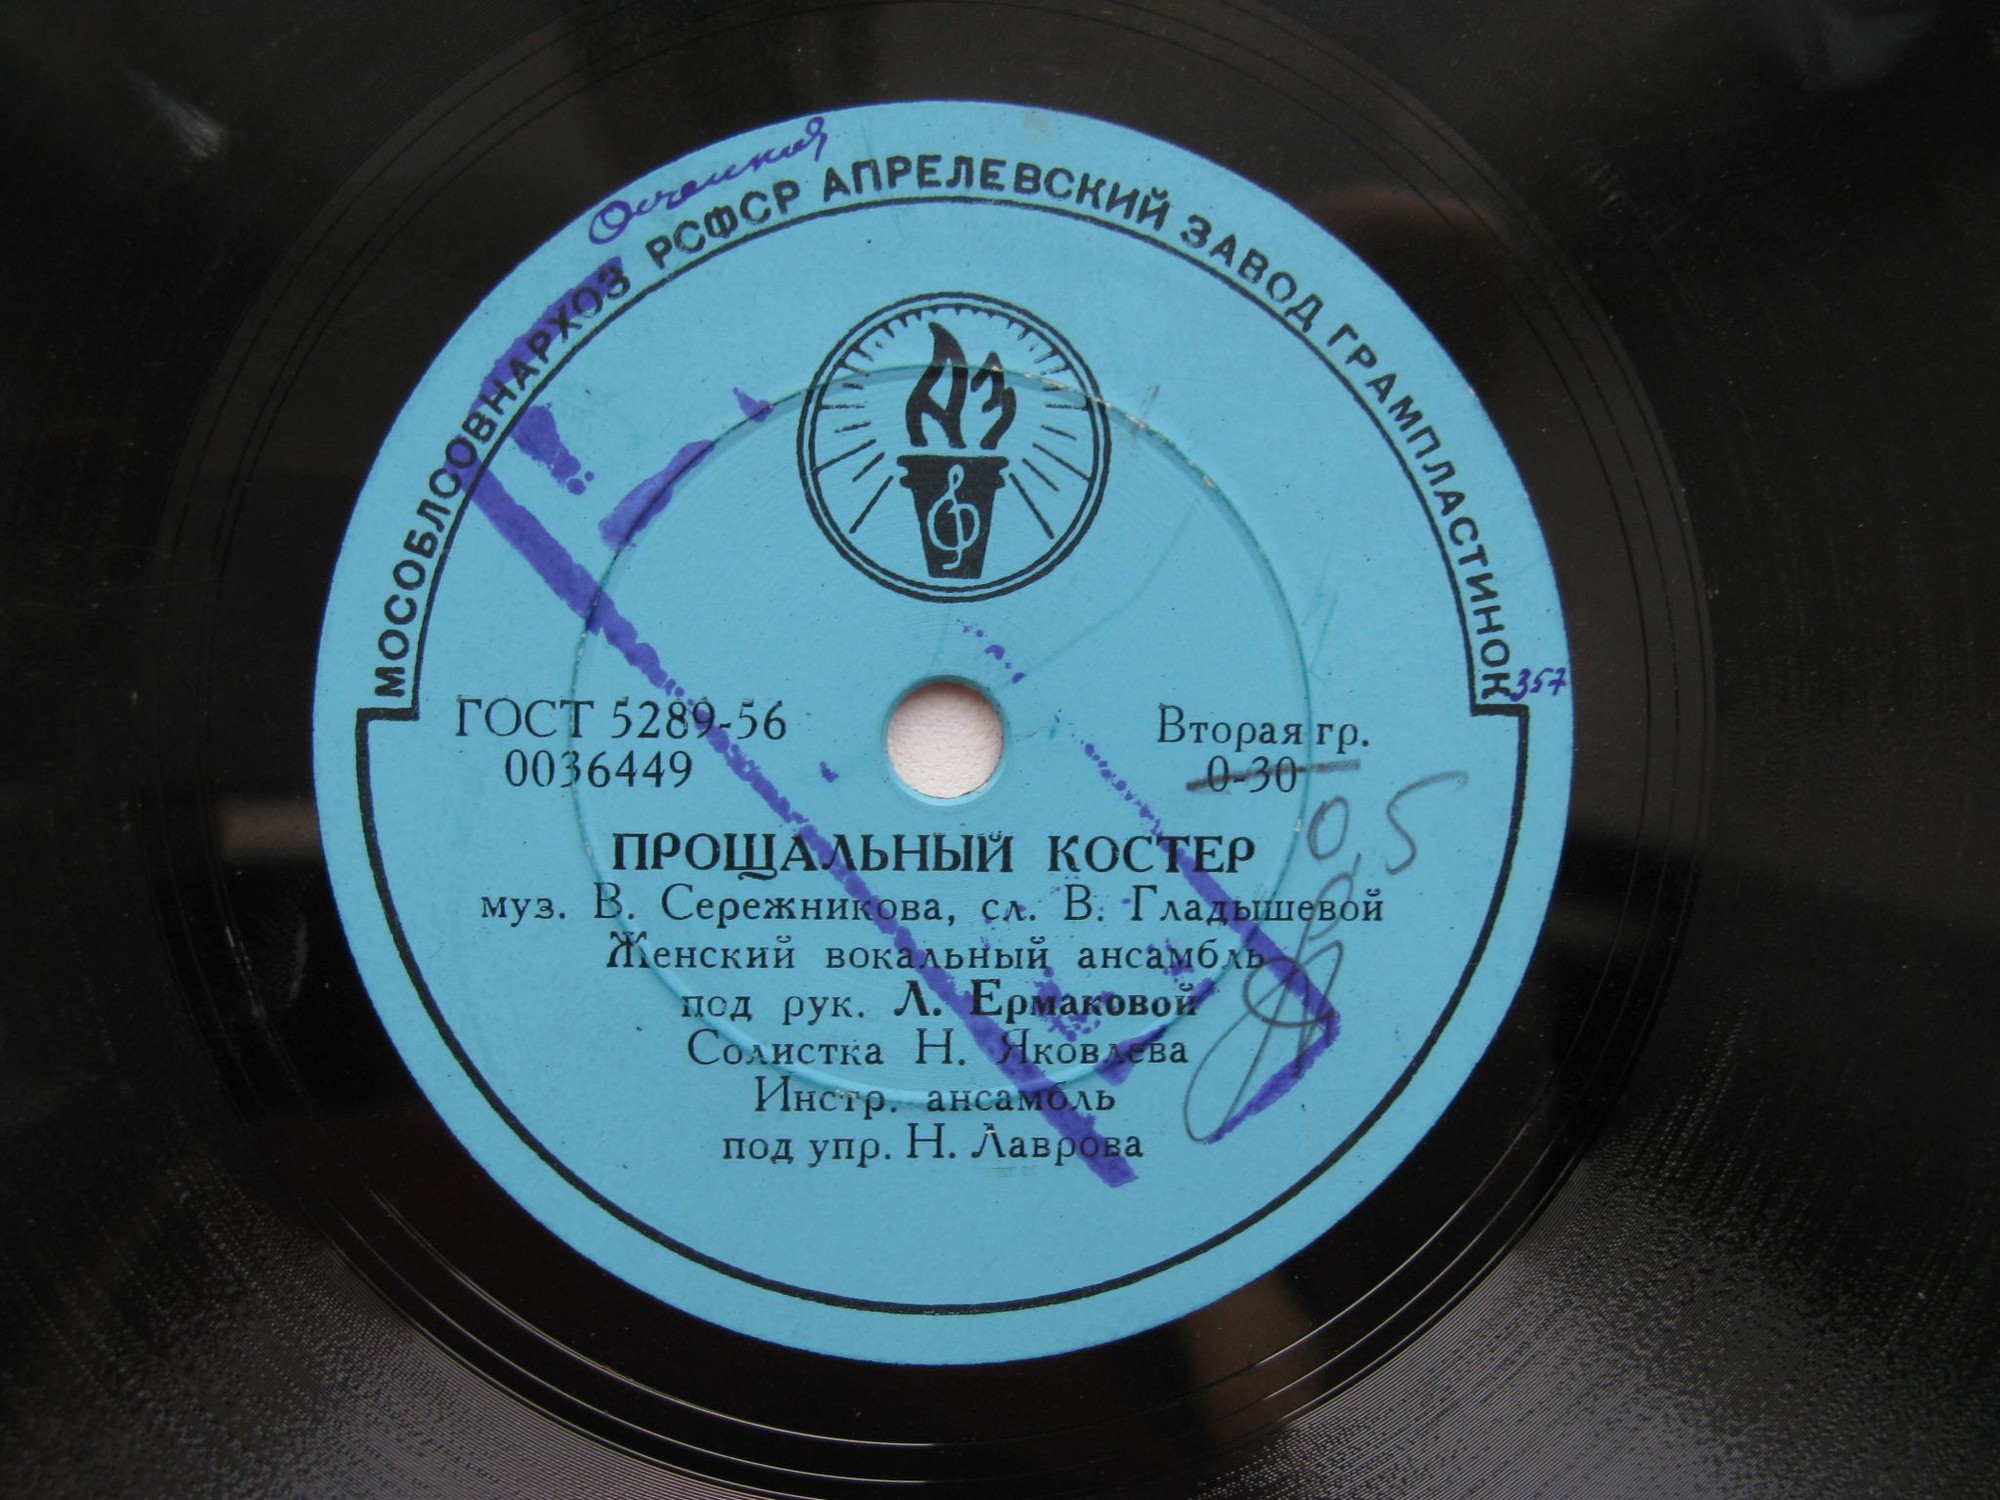 МОСОБЛСОВНАРХОЗ РСФСР АПРЕЛЕВСКИЙ ЗАВОД ГРАМПЛАСТИНОК
357
АЗ
ГОСТ 5289-56
0036449
Вторая гр.
0-30
0,5
ПРОЩАЛЬНЫЙ КОСТЕР
муз. В. Сережникова, сл. В. Гладышевой
Женский вокальный ансамбль
под рук. Л. Ермаковой
Солистка Н. Яковлева
Инстр. ансамбль
под упр. Н. Лаврова